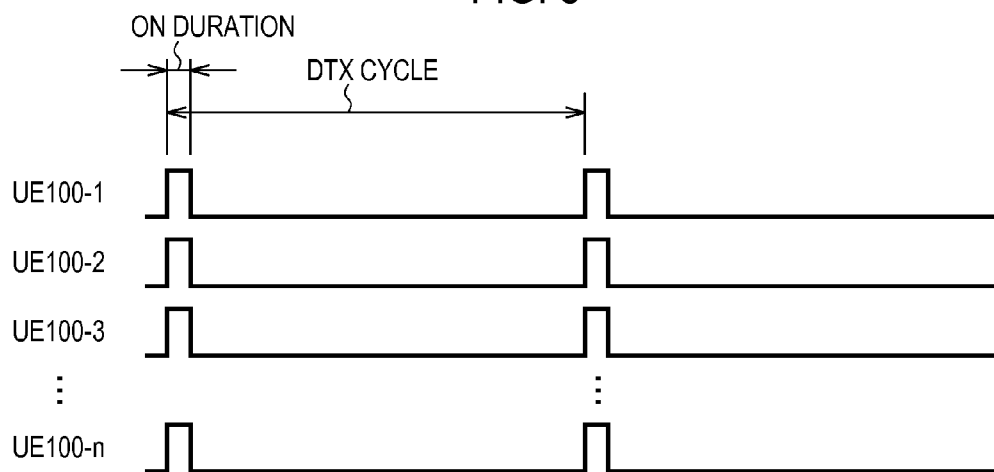 ON DURATION
DTX CYCLE
UE100-1
UE100-2
UE100-3
UE100-n